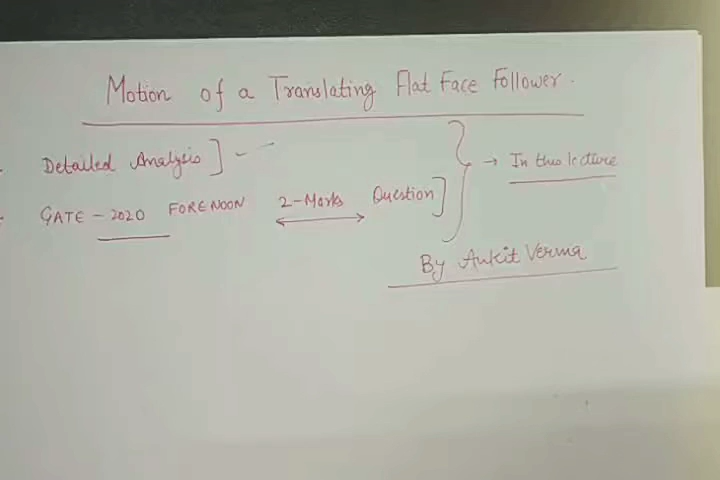 Motion of a Translating Flat Face Follower.
Detailed Analysis]
GATE - 2020 FORENOON 2-Marks Question]
→ In this lecture
By Ankit Verma